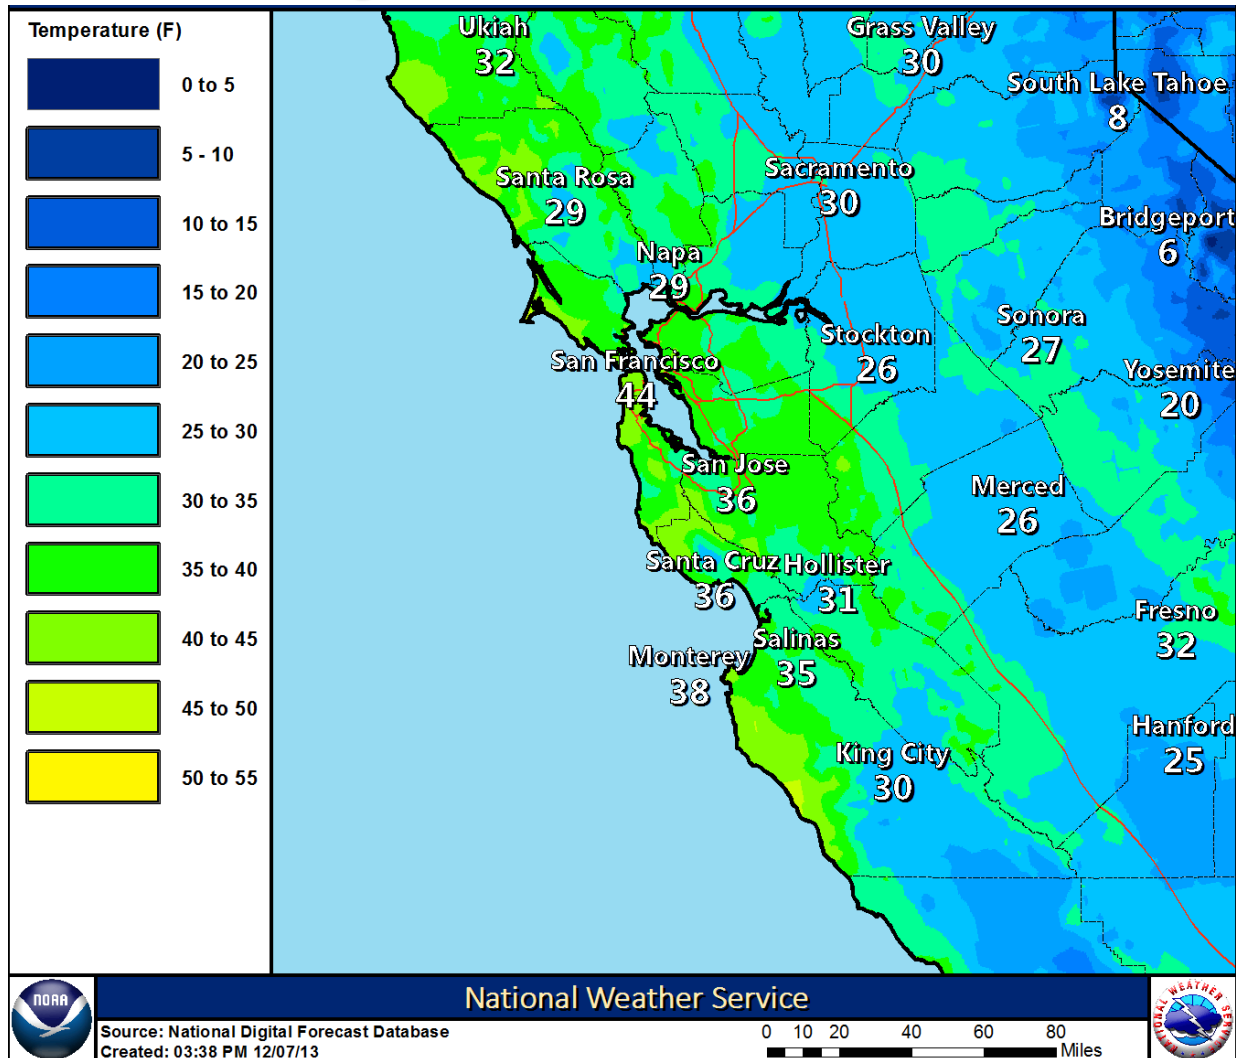 Temperature (F)
0 to 5
5 - 10
10 to 15
15 to 20
20 to 25
25 to 30
30 to 35
35 to 40
40 to 45
45 to 50
50 to 55
Ukiah
32
Grass Valley
30
South Lake Tahoe
8
Santa Rosa
29
Sacramento
30
Bridgeport
6
Napa
29
Sonora
27
Stockton
26
San Francisco
44
Yosemite
20
San Jose
36
Merced
26
Santa Cruz
36
Hollister
31
Fresno
32
Salinas
35
Monterey
38
Hanford
25
King City
30
NOAA
National Weather Service
Source: National Digital Forecast Database
Created: 03:38 PM 12/07/13
0 10 20 40 60 80
Miles
NATIONAL WEATHER SERVICE